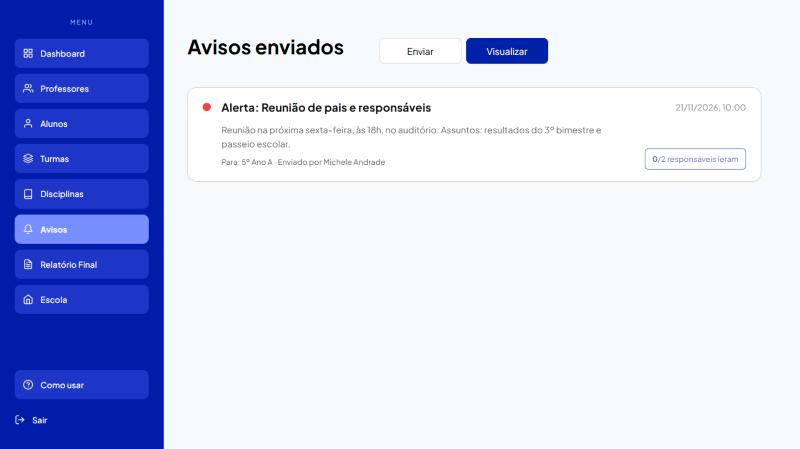 MENU
Dashboard
Professores
Alunos
Turmas
Disciplinas
Avisos
Relatório Final
Escola
Como usar
Sair
Avisos enviados
Enviar
Visualizar
Alerta: Reunião de pais e responsáveis
21/11/2026, 10:00
Reunião na próxima sexta-feira, às 18h, no auditório. Assuntos: resultados do 3º bimestre e
passeio escolar.
Para: 5º Ano A · Enviado por Michele Andrade
0/2 responsáveis leram